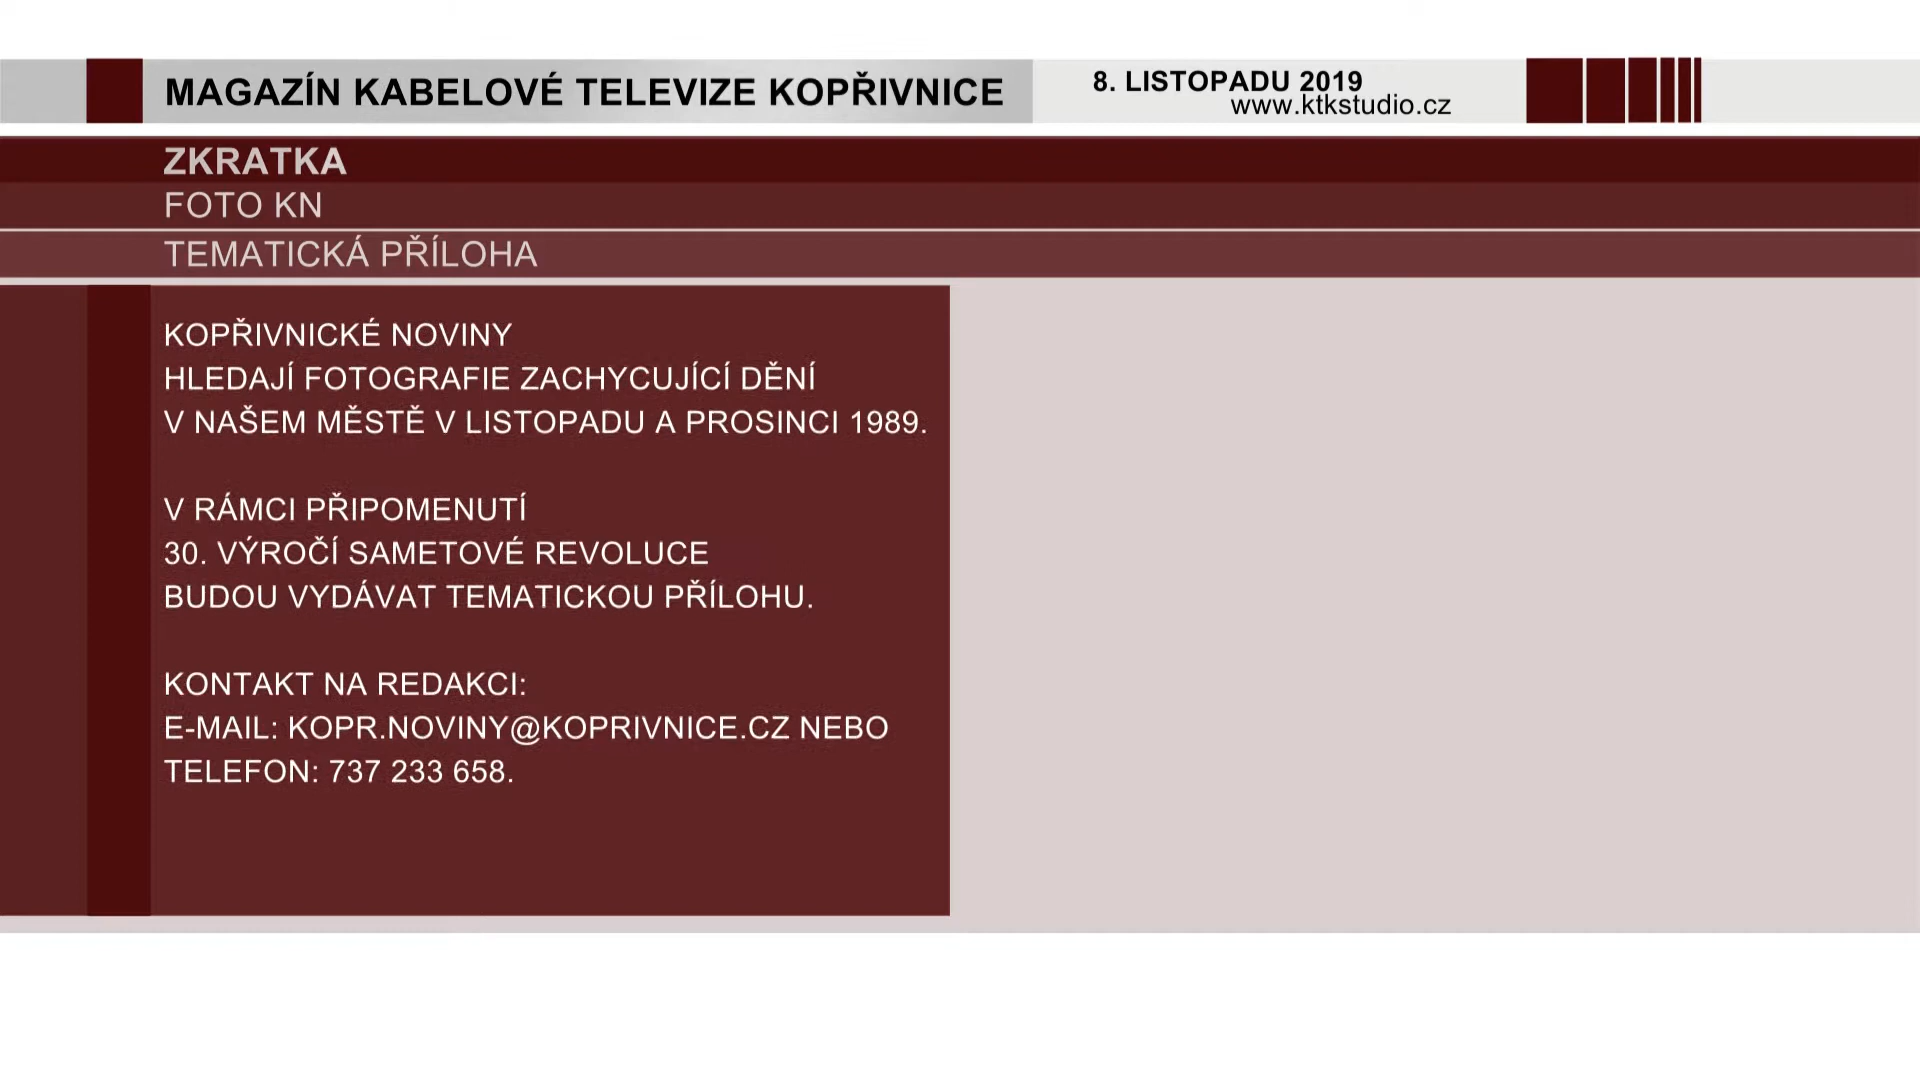 MAGAZÍN KABELOVÉ TELEVIZE KOPŘIVNICE
8. LISTOPADU 2019
www.ktkstudio.cz
ZKRATKA
FOTO KN
TEMATICKÁ PŘÍLOHA
KOPŘIVNICKÉ NOVINY
HLEDAJÍ FOTOGRAFIE ZACHYCUJÍCÍ DĚNÍ
V NAŠEM MĚSTĚ V LISTOPADU A PROSINCI 1989.
V RÁMCI PŘIPOMENUTÍ
30. VÝROČÍ SAMETOVÉ REVOLUCE
BUDOU VYDÁVAT TEMATICKOU PŘÍLOHU.
KONTAKT NA REDAKCI:
E-MAIL: KOPR.NOVINY@KOPRIVNICE.CZ NEBO
TELEFON: 737 233 658.